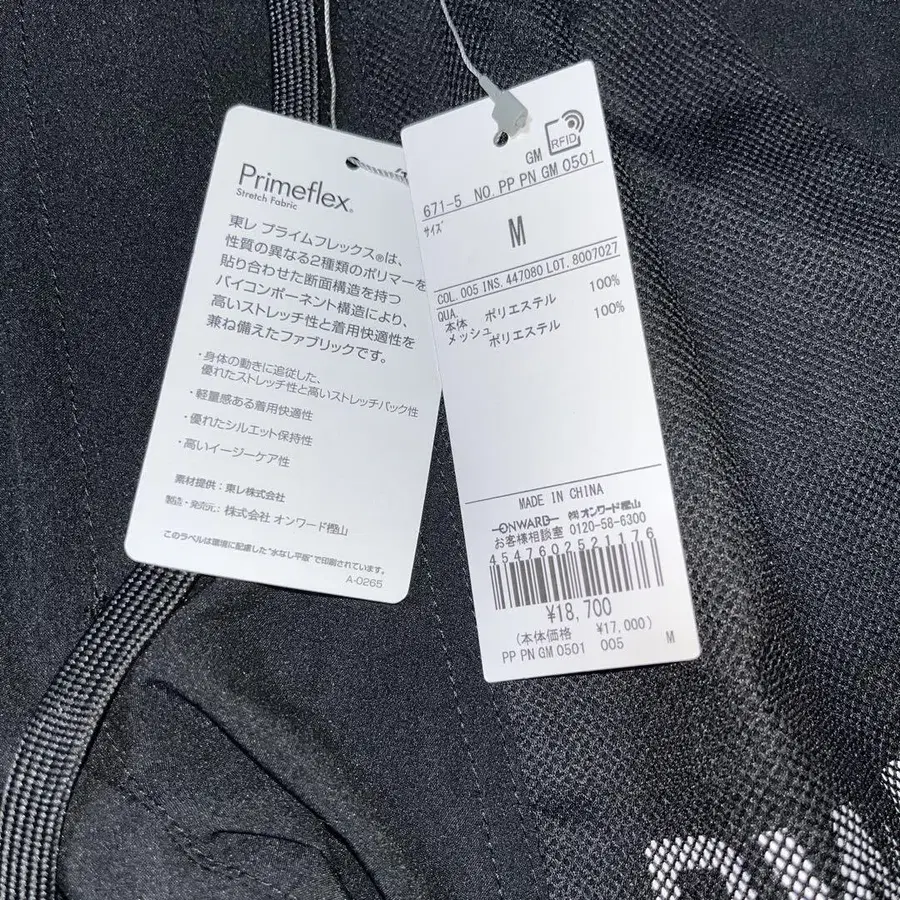 Primeflex®
Stretch Fabric
東レ プライムフレックス®は、
性質の異なる2種類のポリマーを
貼り合わせた断面構造を持つ
バイコンポーネント構造により、
高いストレッチ性と着用快適性を
兼ね備えたファブリックです。
・身体の動きに追従した、
優れたストレッチ性と高いストレッチバック性
・軽量感ある着用快適性
・優れたシルエット保持性
・高いイージーケア性
素材提供：東レ株式会社
製造・発売元：株式会社 オンワード樫山
このラベルは環境に配慮した"水なし平版"で印刷されています。
A-0265
RFID
GM
671-5 NO. PP PN GM 0501
サイズ
M
COL. 005 INS. 447080 LOT. 8007027
QUA.
本体 ポリエステル 100%
メッシュ ポリエステル 100%
MADE IN CHINA
ONWARD ㈱オンワード樫山
お客様相談室 0120-58-6300
4547602521176
¥18,700
(本体価格 ¥17,000)
PP PN GM 0501 005 M